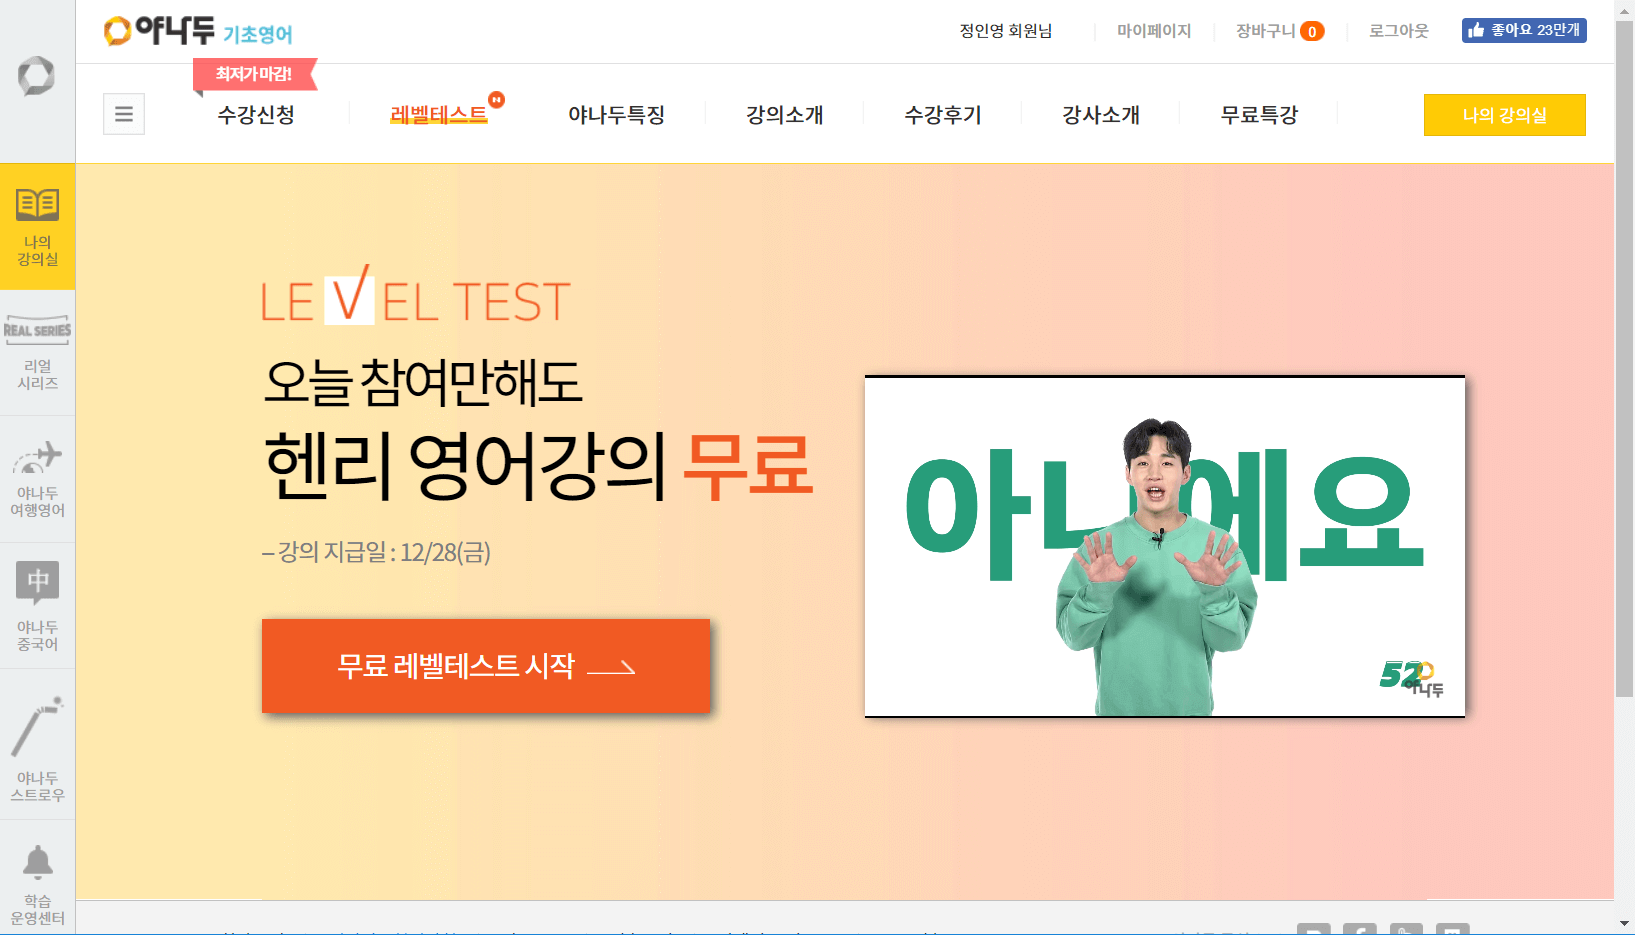 야나두 기초영어
정인영 회원님
마이페이지
장바구니 0
로그아웃
좋아요 23만개
최저가마감!
수강신청
레벨테스트 N
야나두특징
강의소개
수강후기
강사소개
무료특강
나의 강의실
나의
강의실
REAL SERIES
리얼
시리즈
야나두
여행영어
中
야나두
중국어
야나두
스트로우
학습
운영센터
LEVEL TEST
오늘 참여만해도
헨리 영어강의 무료
– 강의 지급일 : 12/28(금)
무료 레벨테스트 시작
아니에요
520
야나두